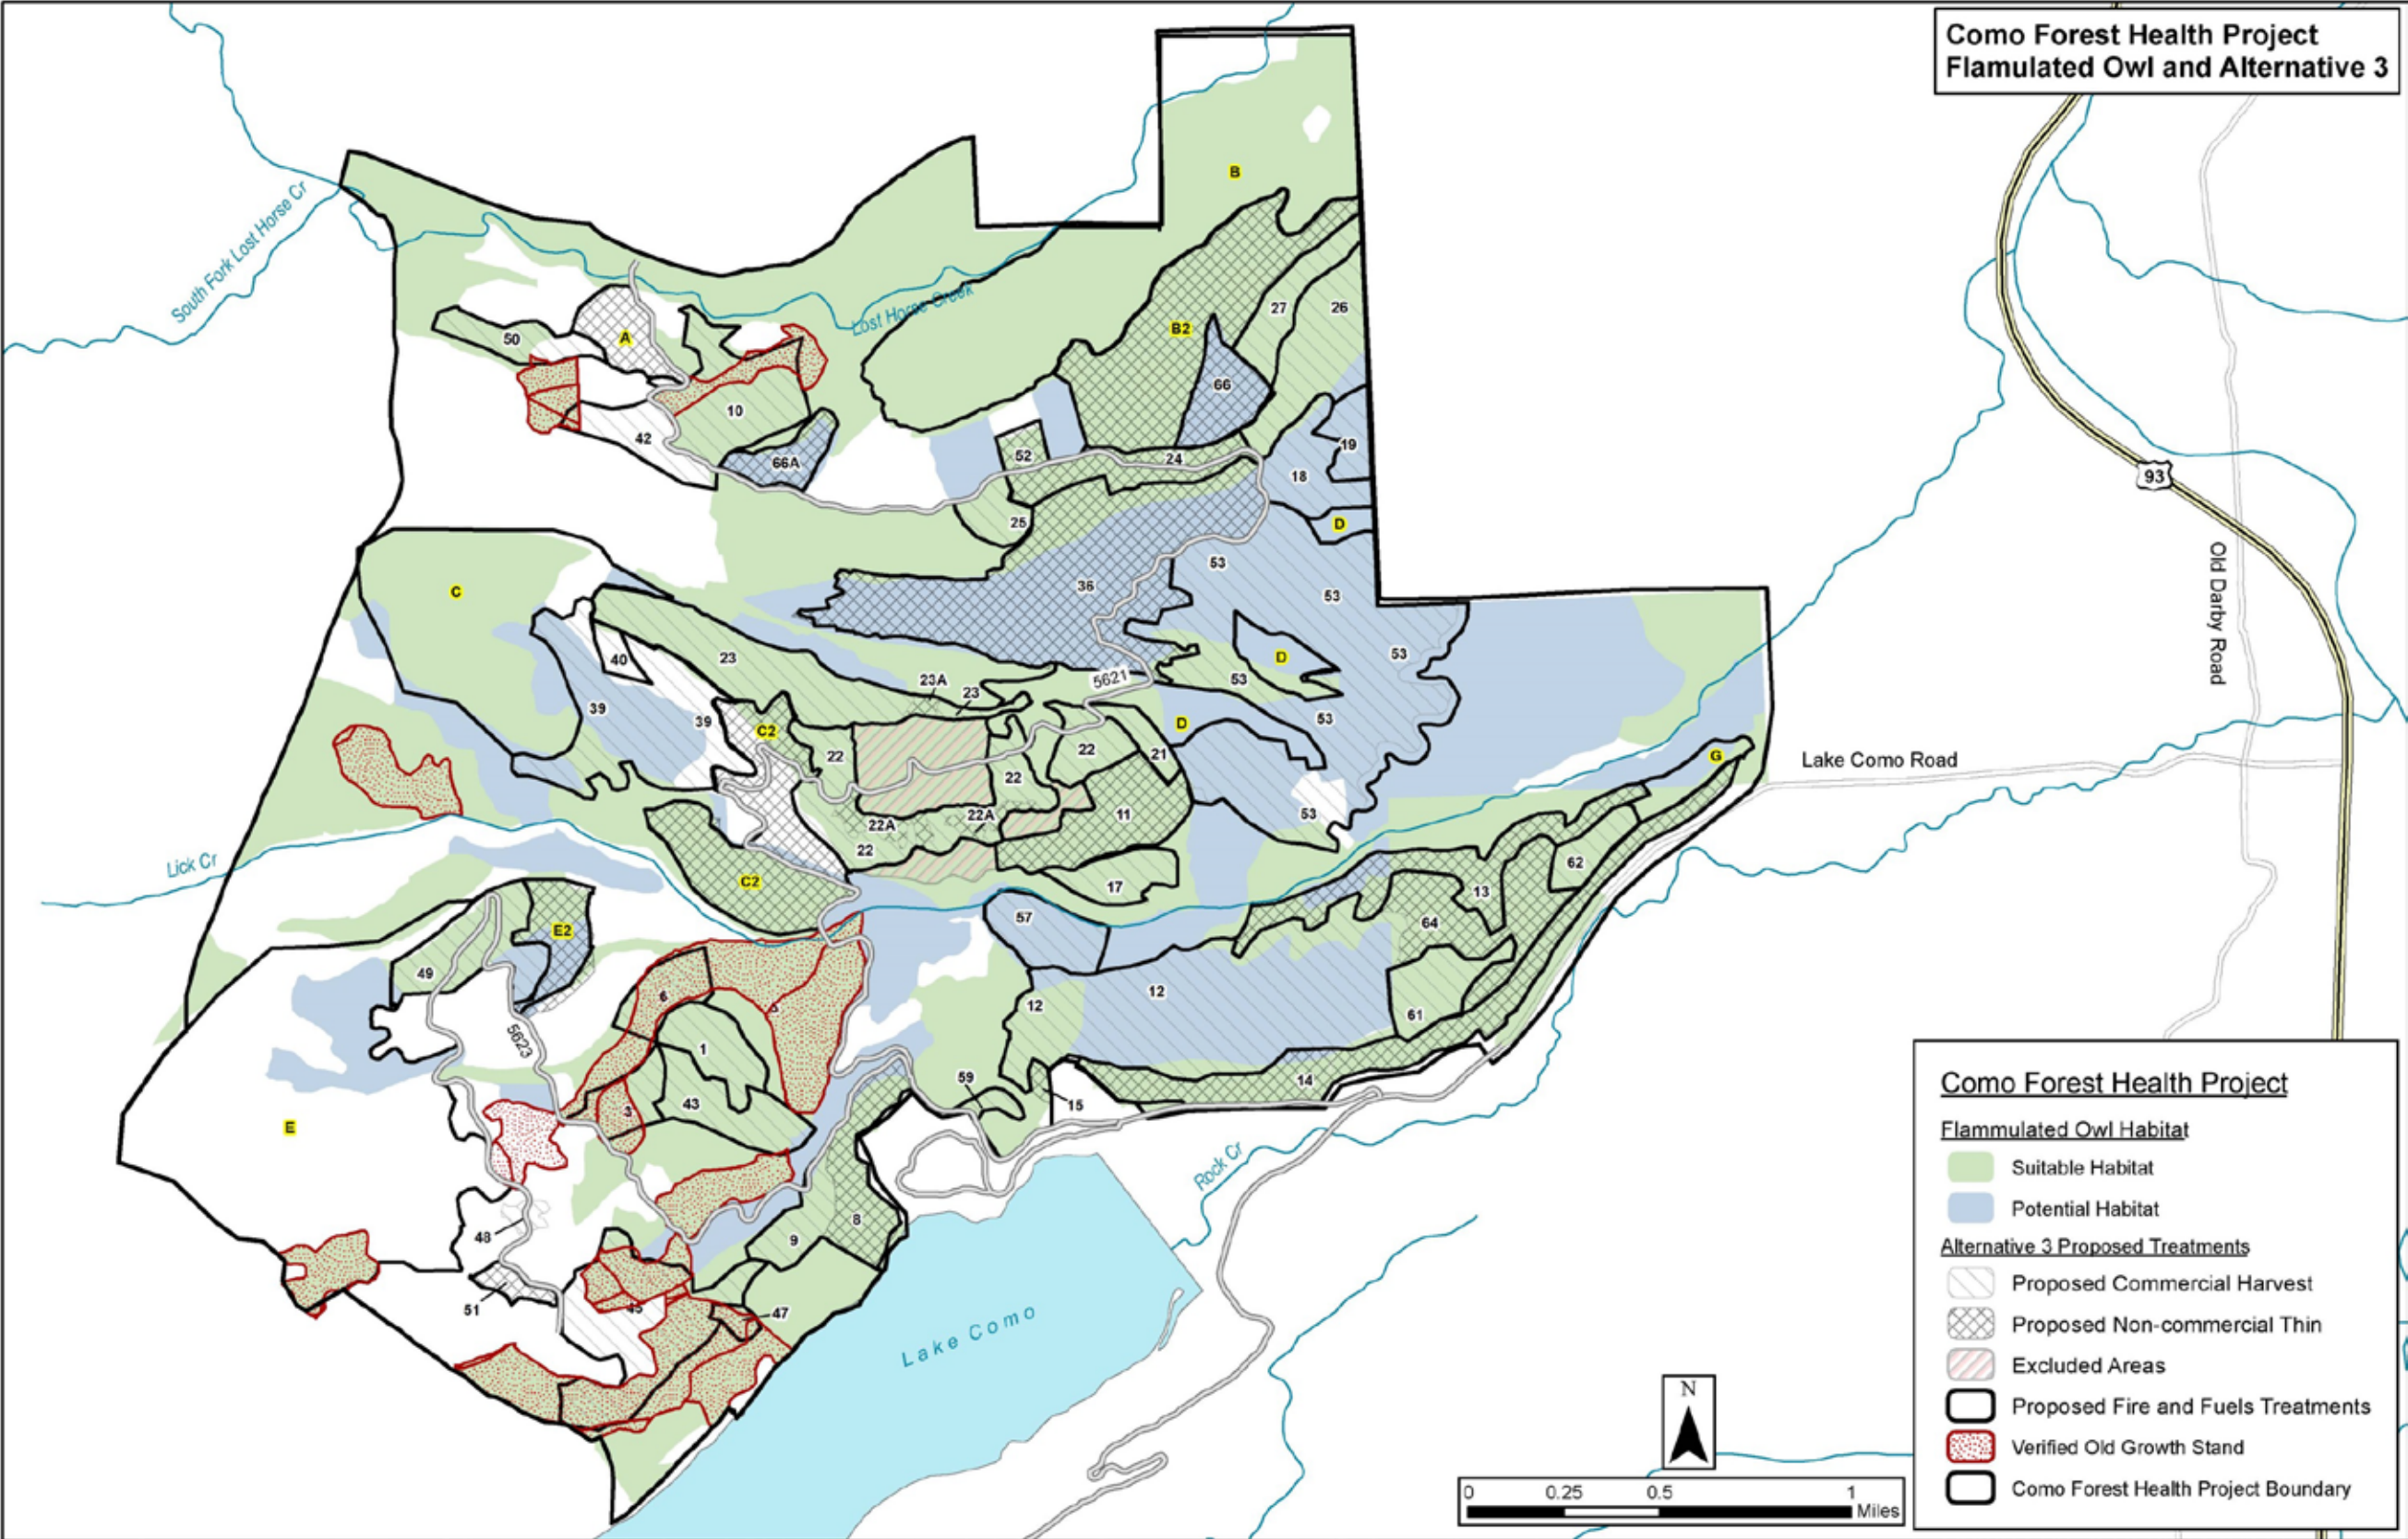 Como Forest Health Project
Flamulated Owl and Alternative 3
South Fork Lost Horse Cr
Lost Horse Creek
B
50
A
B2
27
26
66
10
42
66A
52
24
19
18
25
D
C
36
53
53
40
23
23A
23
5621
53
D
53
39
39
C2
22
22
21
D
53
22
22A
22A
11
53
22
17
C2
Lick Cr
G
Lake Como Road
Old Darby Road
93
62
13
64
57
E2
49
6
12
12
61
5623
1
43
3
59
15
14
E
8
9
48
51
47
Rock Cr
Lake Como
N
0
0.25
0.5
1
Miles
Como Forest Health Project
Flammulated Owl Habitat
Suitable Habitat
Potential Habitat
Alternative 3 Proposed Treatments
Proposed Commercial Harvest
Proposed Non-commercial Thin
Excluded Areas
Proposed Fire and Fuels Treatments
Verified Old Growth Stand
Como Forest Health Project Boundary